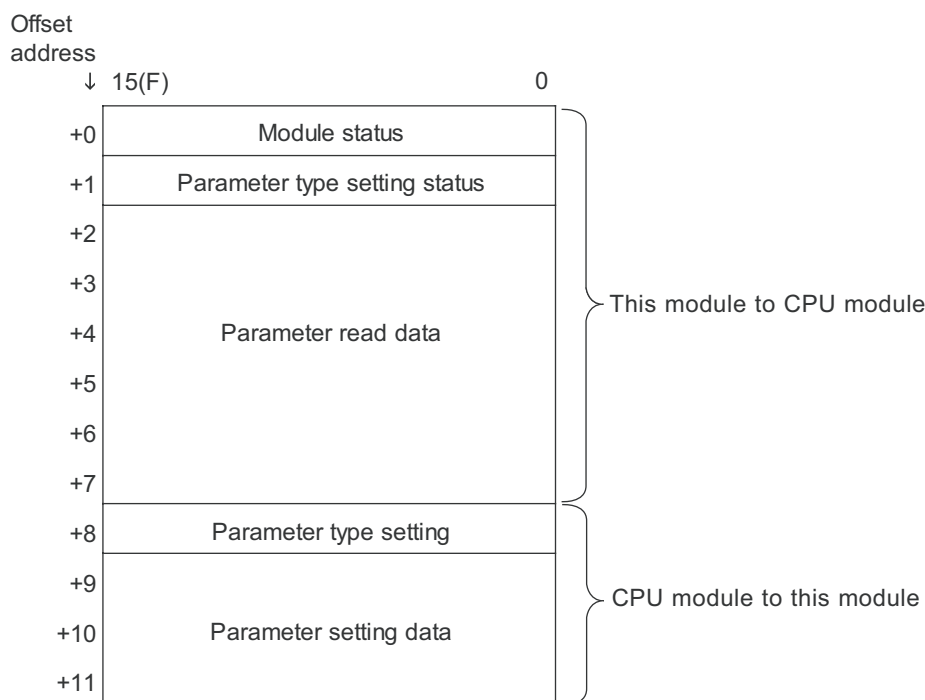 Offset
address
↓ 15(F) 0
+0 Module status
+1 Parameter type setting status
+2
+3
This module to CPU module
+4 Parameter read data
+5
+6
+7
+8 Parameter type setting
+9
CPU module to this module
+10 Parameter setting data
+11